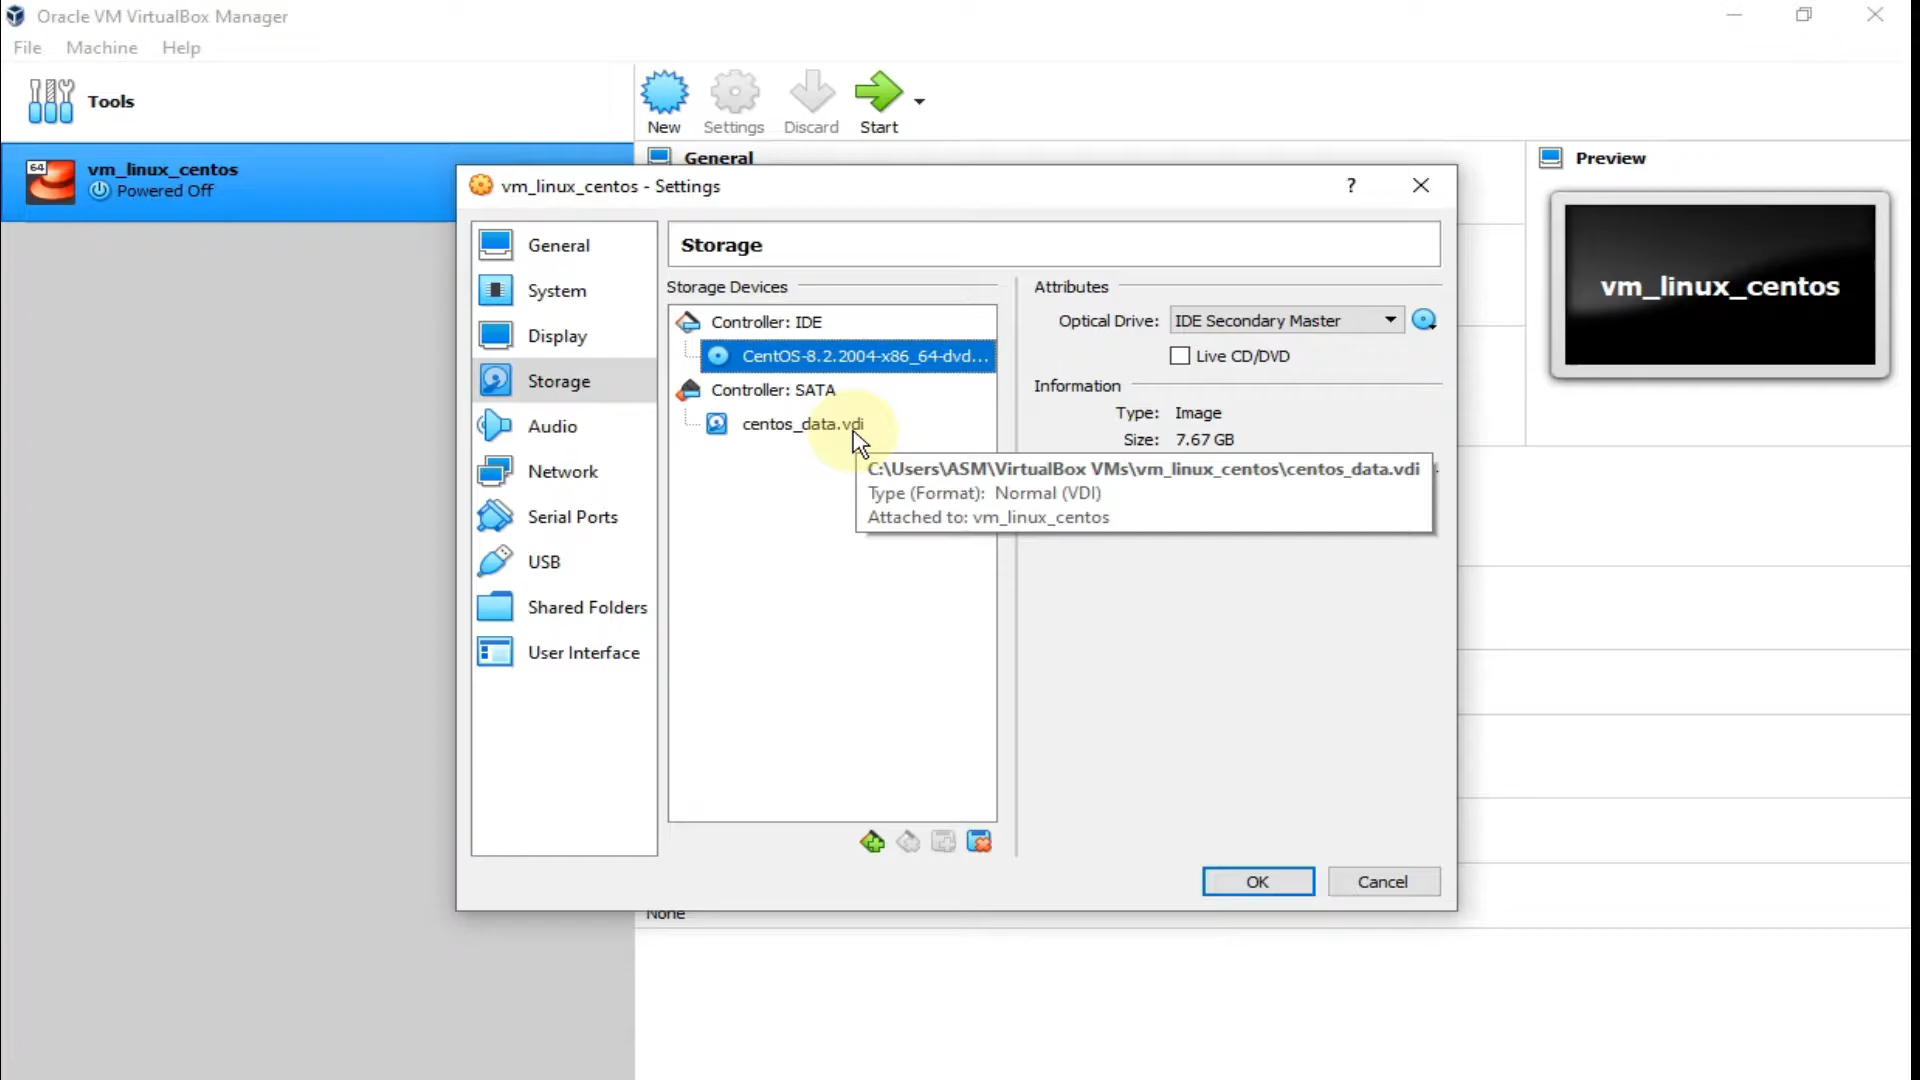 Oracle VM VirtualBox Manager
File Machine Help
Tools
New Settings Discard Start
64
vm_linux_centos
Powered Off
General
Preview
vm_linux_centos
vm_linux_centos - Settings
?
General
System
Display
Storage
Audio
Network
Serial Ports
USB
Shared Folders
User Interface
Storage
Storage Devices
Controller: IDE
CentOS-8.2.2004-x86_64-dvd...
Controller: SATA
centos_data.vdi
Attributes
Optical Drive: IDE Secondary Master
Live CD/DVD
Information
Type: Image
Size: 7.67 GB
C:\Users\ASM\VirtualBox VMs\vm_linux_centos\centos_data.vdi
Type (Format): Normal (VDI)
Attached to: vm_linux_centos
OK Cancel
None